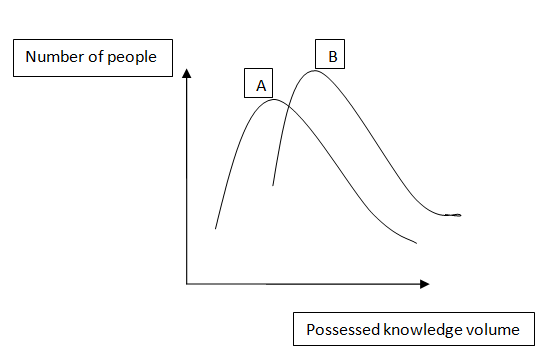 Number of people
B
A
Possessed knowledge volume